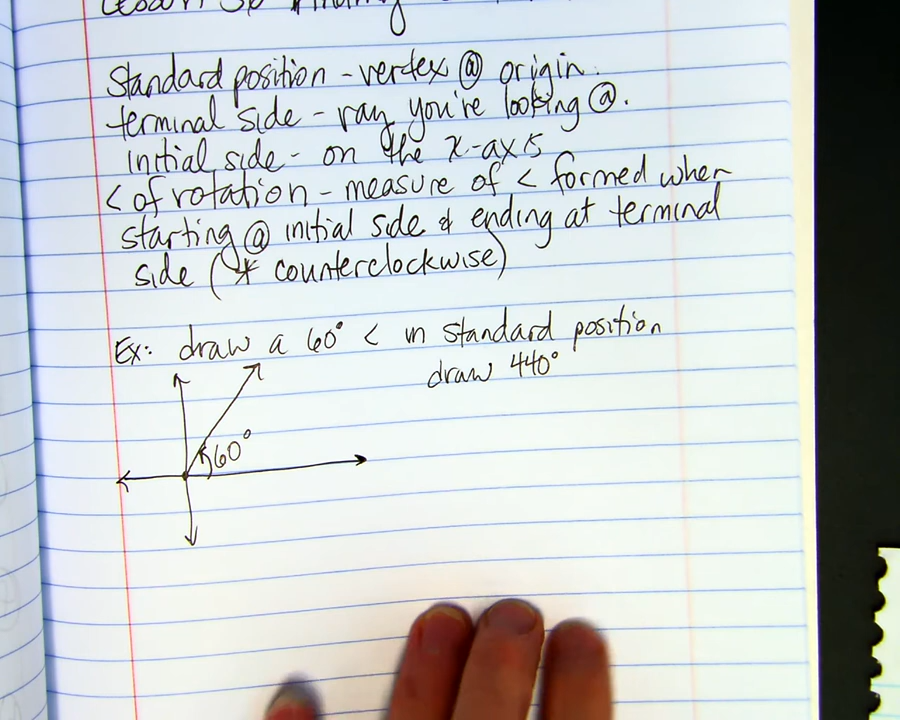 Standard position - vertex @ origin.
terminal side - ray you're looking @.
initial side - on the x-axis
< of rotation - measure of < formed when
starting @ initial side & ending at terminal
side (* counterclockwise)
Ex: draw a 60° < in standard position
draw 440°
60°